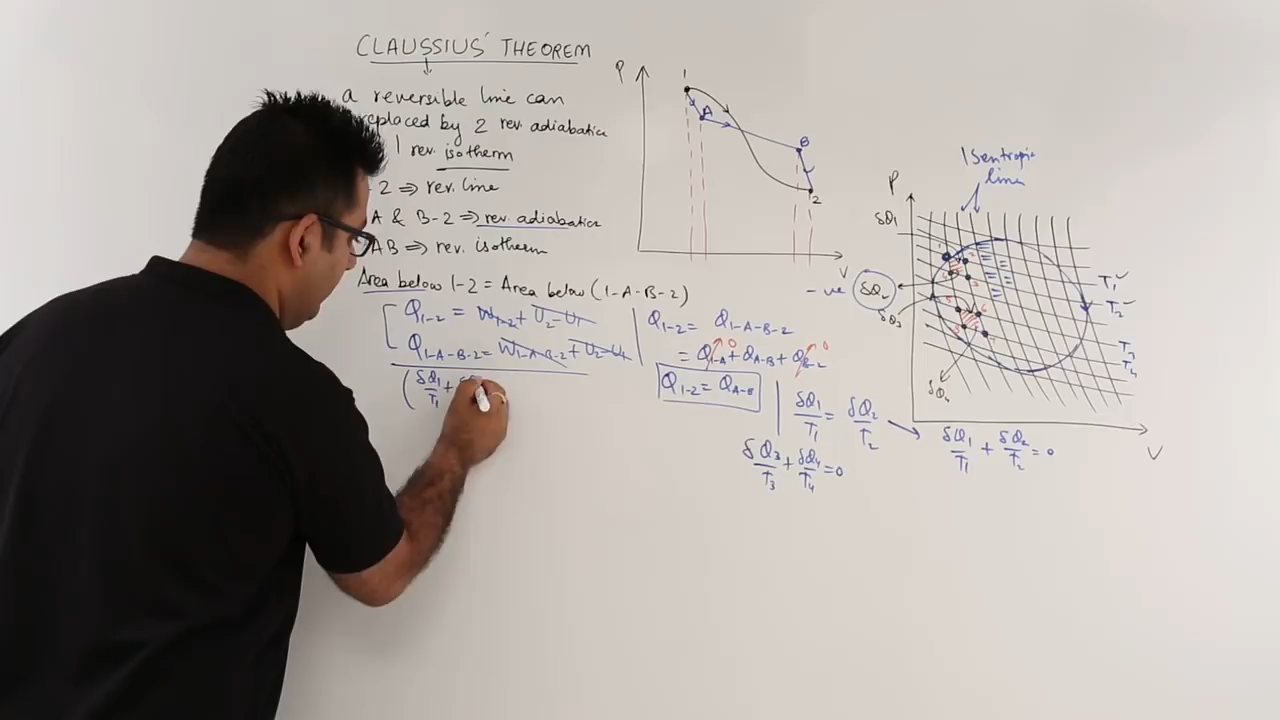 CLAUSSIUS' THEOREM
a reversible line can
replaced by 2 rev. adiabatics
1 rev. isotherm
2 ⇒ rev. line
A & B-2 ⇒ rev. adiabatics
AB ⇒ rev. isotherm
Area below 1-2 = Area below (1-A-B-2)
Q1-2 = W1-2 + U2-U1
Q1-A-B-2 = W1-A-B-2 + U2-U1
(δQ1/T1 +
P
1
A
B
2
V
Q1-2 = Q1-A-B-2
= Q1-A + QA-B + QB-2
0 0
Q1-2 = QA-B
δQ1/T1 = δQ2/T2
δQ1/T1 + δQ2/T2 = 0
δQ3/T3 + δQ4/T4 = 0
Isentropic
line
P
δQ1
-ve δQ2
δQ3
δQ4
T1
T2
T3
T4
V